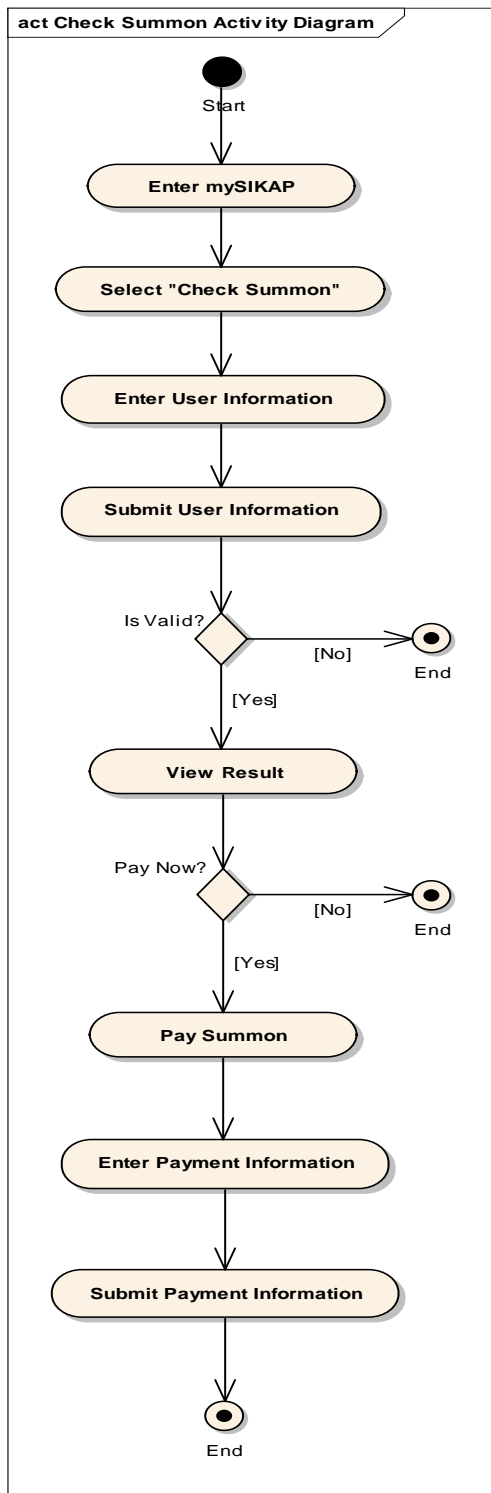 act Check Summon Activity Diagram
Start
Enter mySIKAP
Select "Check Summon"
Enter User Information
Submit User Information
Is Valid?
[No]
End
[Yes]
View Result
Pay Now?
[No]
End
[Yes]
Pay Summon
Enter Payment Information
Submit Payment Information
End